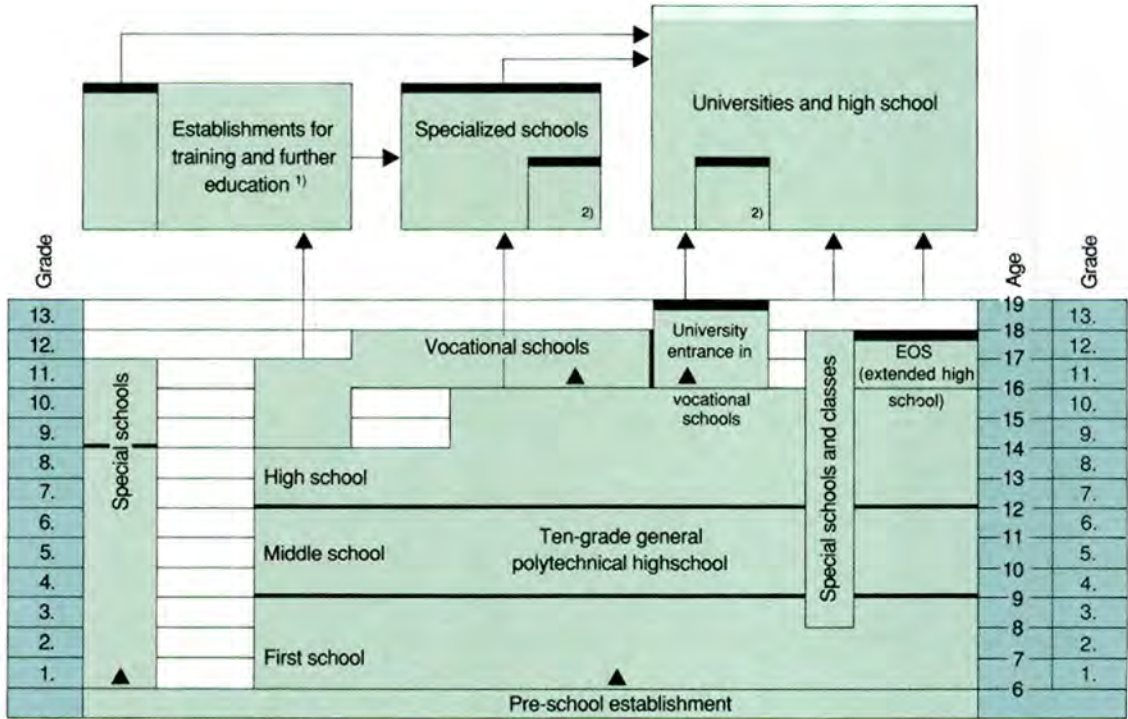 Establishments for
training and further
education 1)
Specialized schools
2)
Universities and high school
2)
Grade
Age
Grade
13.
12.
11.
10.
9.
8.
7.
6.
5.
4.
3.
2.
1.
Special schools
Vocational schools
University
entrance in
vocational
schools
EOS
(extended high
school)
Special schools and classes
High school
Middle school
Ten-grade general
polytechnical highschool
First school
Pre-school establishment
19
18
17
16
15
14
13
12
11
10
9
8
7
6
13.
12.
11.
10.
9.
8.
7.
6.
5.
4.
3.
2.
1.